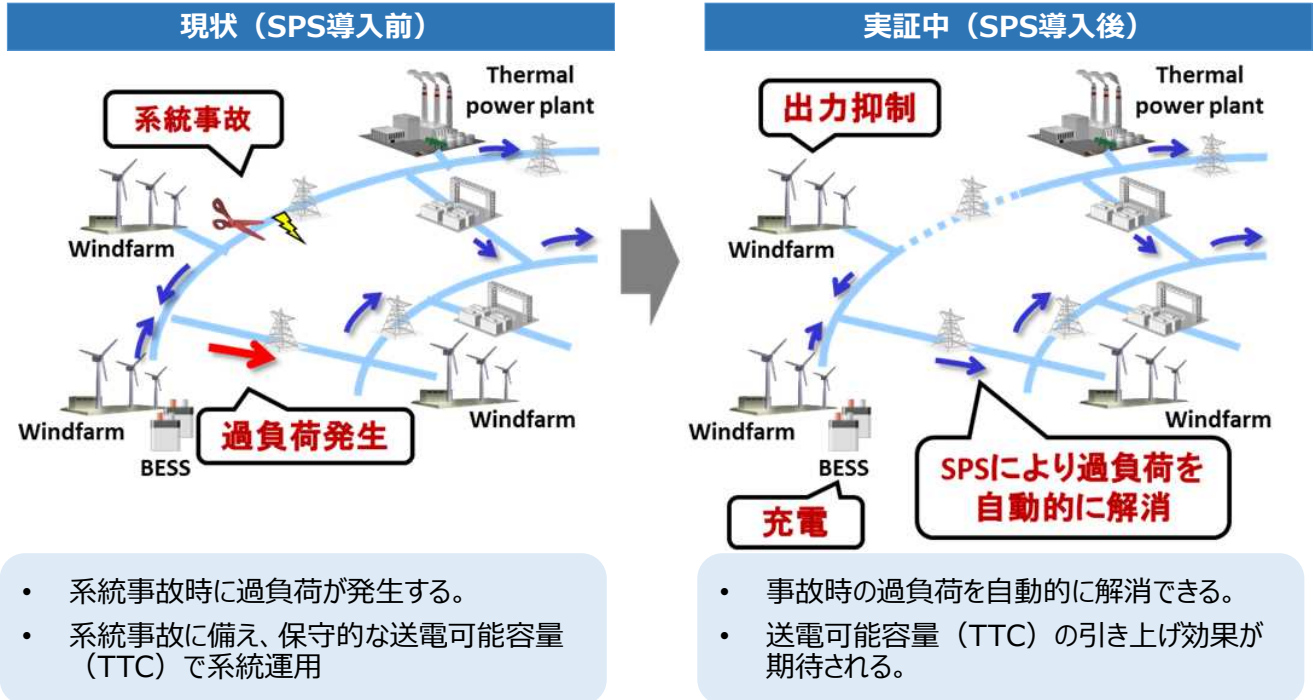 現状（SPS導入前）
系統事故
Thermal
power plant
Windfarm
Windfarm
BESS
過負荷発生
Windfarm
• 系統事故時に過負荷が発生する。
• 系統事故に備え、保守的な送電可能容量
（TTC）で系統運用
実証中（SPS導入後）
出力抑制
Thermal
power plant
Windfarm
Windfarm
BESS
充電
Windfarm
SPSにより過負荷を
自動的に解消
• 事故時の過負荷を自動的に解消できる。
• 送電可能容量（TTC）の引き上げ効果が
期待される。